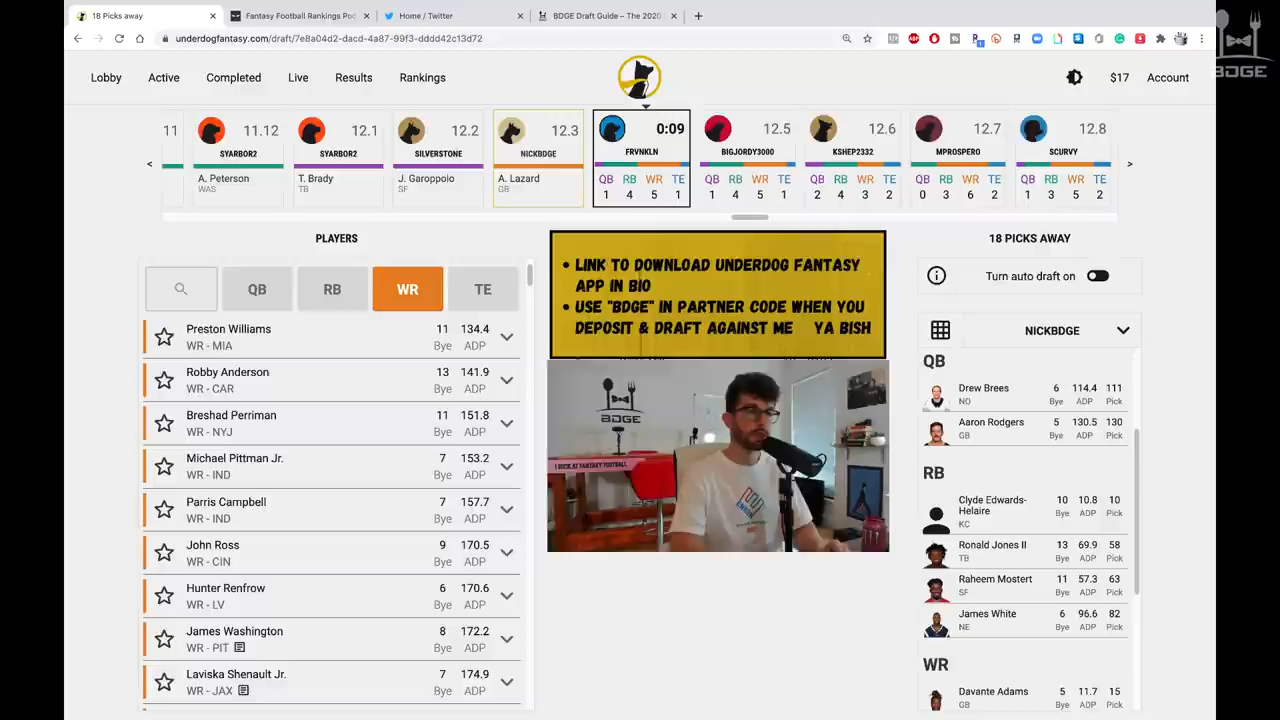 18 Picks away
Fantasy Football Rankings Pod
Home / Twitter
BDGE Draft Guide – The 2020
underdogfantasy.com/draft/7e8a04d2-dacd-4a87-99f3-dddd42c13d72
BDGE
Lobby Active Completed Live Results Rankings $17 Account
11 11.12 12.1 12.2 12.3 0:09 12.5 12.6 12.7 12.8
SYARBOR2 SYARBOR2 SILVERSTONE NICKBDGE FRVNKLN BIGJORDY3000 KSHEP2332 MPROSPERO SCURVY
A. Peterson T. Brady J. Garoppolo A. Lazard QB RB WR TE QB RB WR TE QB RB WR TE QB RB WR TE QB RB WR TE
WAS TB SF GB 1 4 5 1 1 4 5 1 2 4 3 2 0 3 6 2 1 3 5 2
PLAYERS
QB RB WR TE
Preston Williams 11 134.4
WR - MIA Bye ADP
Robby Anderson 13 141.9
WR - CAR Bye ADP
Breshad Perriman 11 151.8
WR - NYJ Bye ADP
Michael Pittman Jr. 7 153.2
WR - IND Bye ADP
Parris Campbell 7 157.7
WR - IND Bye ADP
John Ross 9 170.5
WR - CIN Bye ADP
Hunter Renfrow 6 170.6
WR - LV Bye ADP
James Washington 8 172.2
WR - PIT Bye ADP
Laviska Shenault Jr. 7 174.9
WR - JAX Bye ADP
• LINK TO DOWNLOAD UNDERDOG FANTASY
APP IN BIO
• USE "BDGE" IN PARTNER CODE WHEN YOU
DEPOSIT & DRAFT AGAINST ME YA BISH
BDGE
I SUCK AT FANTASY FOOTBALL
18 PICKS AWAY
Turn auto draft on
NICKBDGE
QB
Drew Brees 6 114.4 111
NO Bye ADP Pick
Aaron Rodgers 5 130.5 130
GB Bye ADP Pick
RB
Clyde Edwards-
Helaire 10 10.8 10
KC Bye ADP Pick
Ronald Jones II 13 69.9 58
TB Bye ADP Pick
Raheem Mostert 11 57.3 63
SF Bye ADP Pick
James White 6 96.6 82
NE Bye ADP Pick
WR
Davante Adams 5 11.7 15
GB Bye ADP Pick